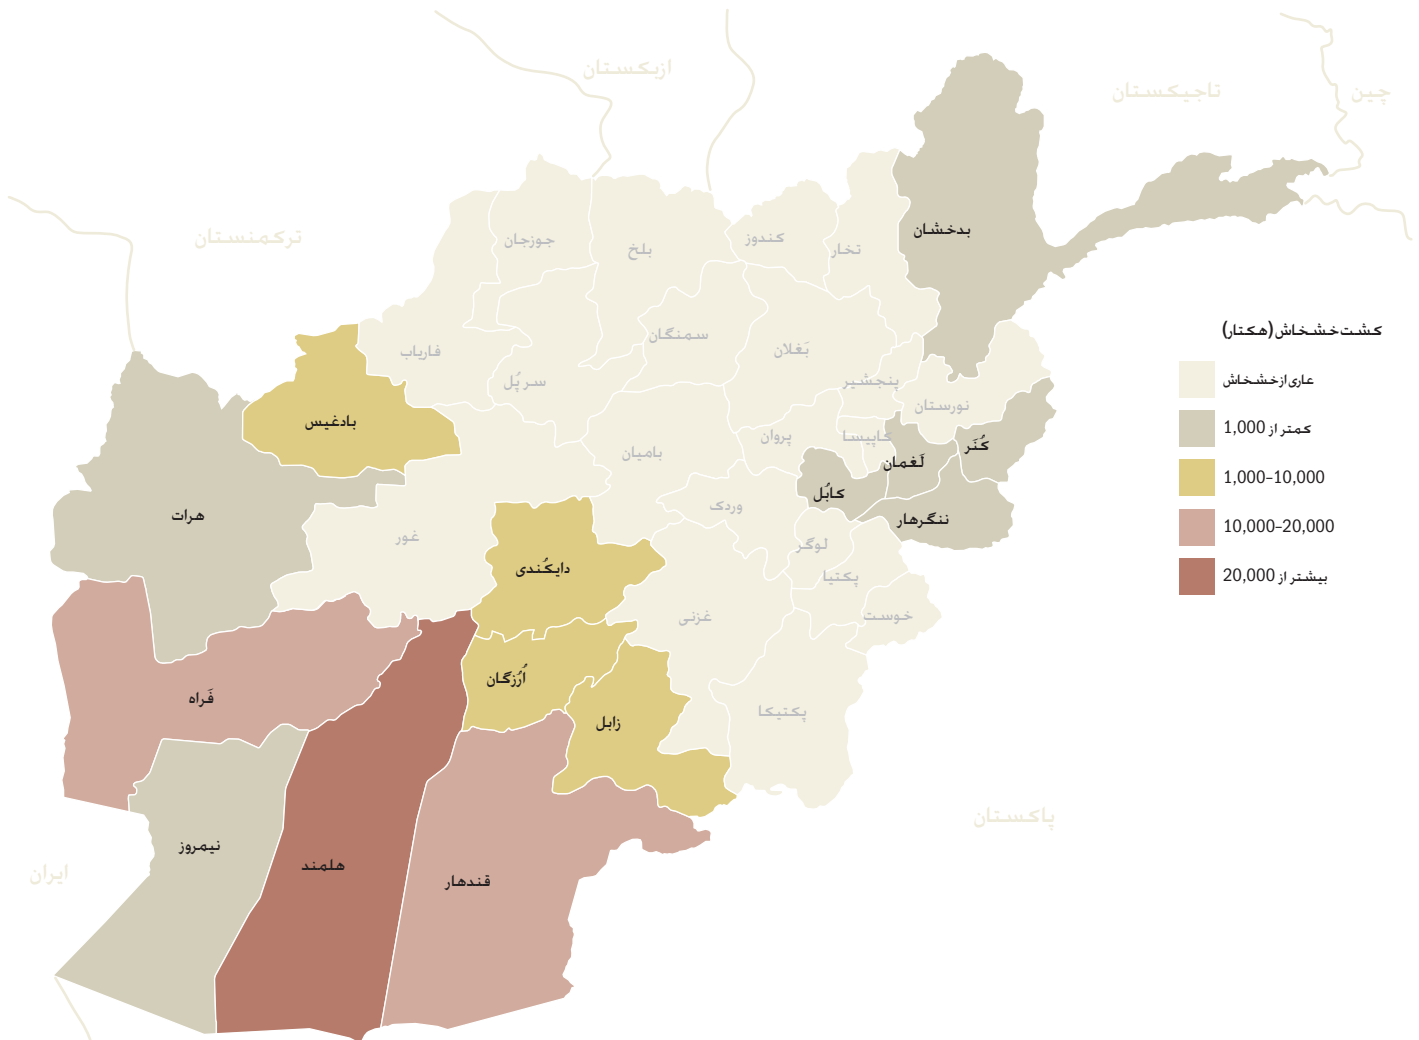 ازبکستان
تاجیکستان
چین
ترکمنستان
بدخشان
جوزجان
بلخ
کندوز
تخار
کشت خشخاش (هکتار)
عاری از خشخاش
کمتر از 1,000
1,000–10,000
10,000–20,000
بیشتر از 20,000
فاریاب
سمنگان
بَغلان
سر پُل
پنجشیر
نورستان
بادغیس
بامیان
پروان
کاپیسا
کُنَر
لَغمان
کابُل
وردک
ننگرهار
هرات
غور
لوگر
دایکُندی
پکتیا
غزنی
خوست
اُرُزگان
فَراه
زابل
پکتیکا
پاکستان
نیمروز
هلمند
قندهار
ایران